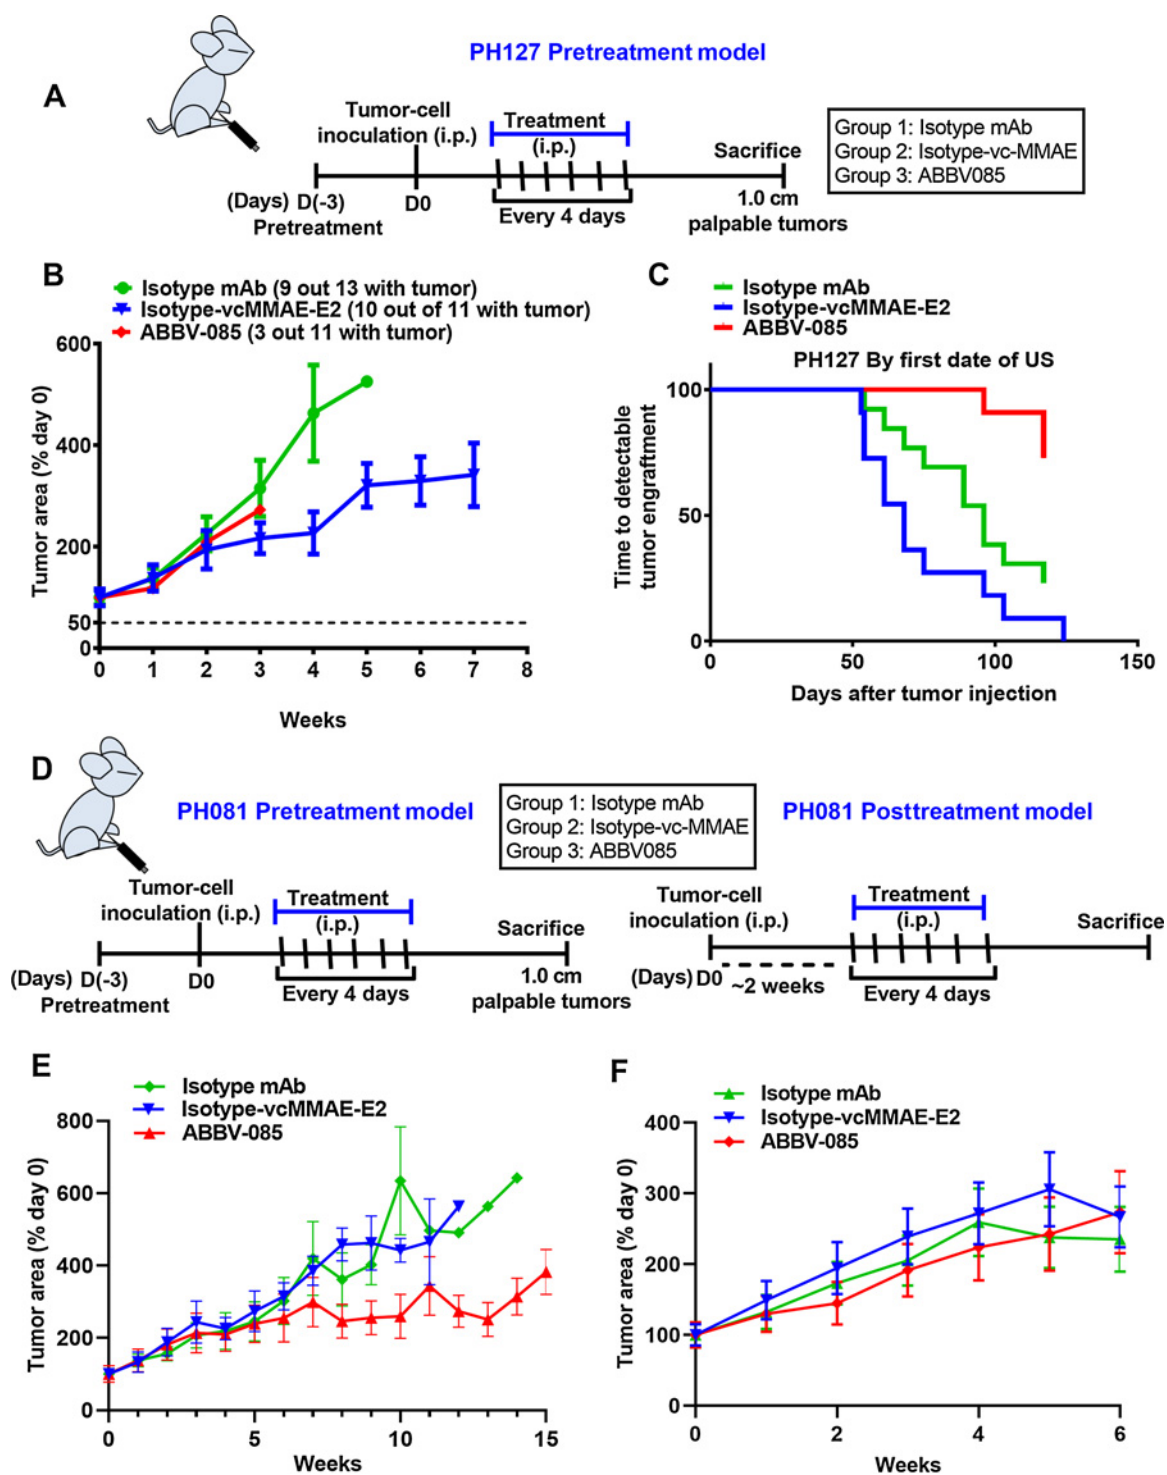 PH127 Pretreatment model
A
Tumor-cell
inoculation (i.p.)
Treatment
(i.p.)
Sacrifice
Group 1: Isotype mAb
Group 2: Isotype-vc-MMAE
Group 3: ABBV085
(Days) D(-3)
D0
Every 4 days
1.0 cm
Pretreatment
palpable tumors
B
Isotype mAb (9 out 13 with tumor)
Isotype-vcMMAE-E2 (10 out of 11 with tumor)
ABBV-085 (3 out 11 with tumor)
Tumor area (% day 0)
600
400
200
50
0
0 1 2 3 4 5 6 7 8
Weeks
C
Isotype mAb
Isotype-vcMMAE-E2
ABBV-085
PH127 By first date of US
Time to detectable
tumor engraftment
100
50
0
0 50 100 150
Days after tumor injection
D
PH081 Pretreatment model
Group 1: Isotype mAb
Group 2: Isotype-vc-MMAE
Group 3: ABBV085
PH081 Posttreatment model
Tumor-cell
inoculation (i.p.)
Treatment
(i.p.)
Sacrifice
(Days) D(-3)
D0
Every 4 days
1.0 cm
Pretreatment
palpable tumors
Tumor-cell
inoculation (i.p.)
Treatment
(i.p.)
Sacrifice
(Days) D0
~2 weeks
Every 4 days
E
Isotype mAb
Isotype-vcMMAE-E2
ABBV-085
Tumor area (% day 0)
800
600
400
200
0
0 5 10 15
Weeks
F
Isotype mAb
Isotype-vcMMAE-E2
ABBV-085
Tumor area (% day 0)
400
300
200
100
0
0 2 4 6
Weeks